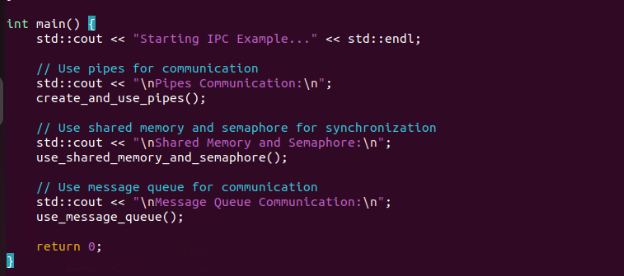 int main() {
    std::cout << "Starting IPC Example..." << std::endl;

    // Use pipes for communication
    std::cout << "\nPipes Communication:\n";
    create_and_use_pipes();

    // Use shared memory and semaphore for synchronization
    std::cout << "\nShared Memory and Semaphore:\n";
    use_shared_memory_and_semaphore();

    // Use message queue for communication
    std::cout << "\nMessage Queue Communication:\n";
    use_message_queue();

    return 0;
}